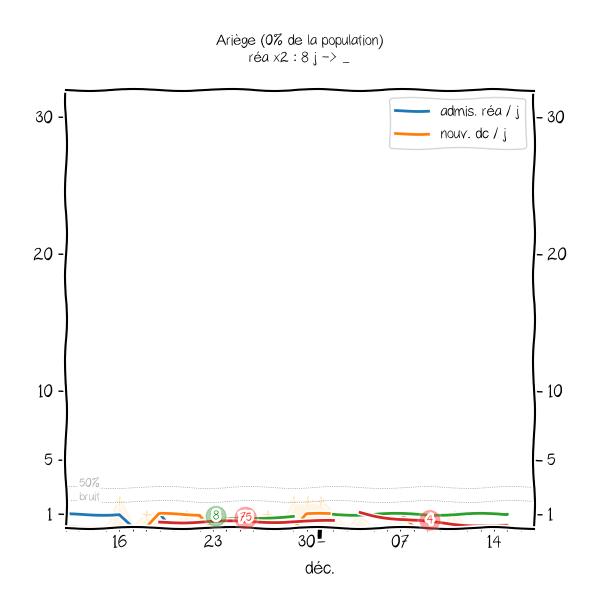 Ariège (0% de la population)
réa x2 : 8 j -> _
admis. réa / j
nouv. dc / j
30 30
20 20
10 10
5 5
50%
bruit
1 8 75 4 1
16 23 30 07 14
déc.